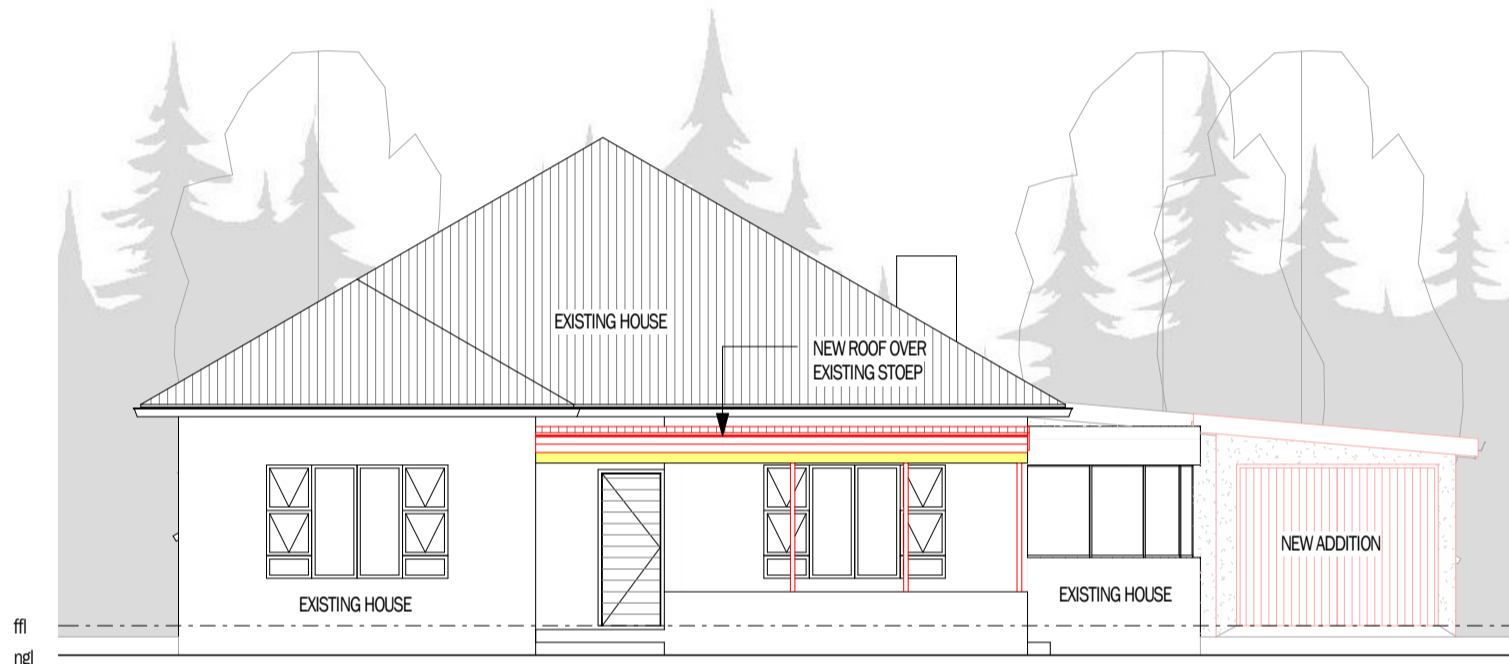 EXISTING HOUSE
NEW ROOF OVER
EXISTING STOEP
NEW ADDITION
EXISTING HOUSE
EXISTING HOUSE
ffl
ngl